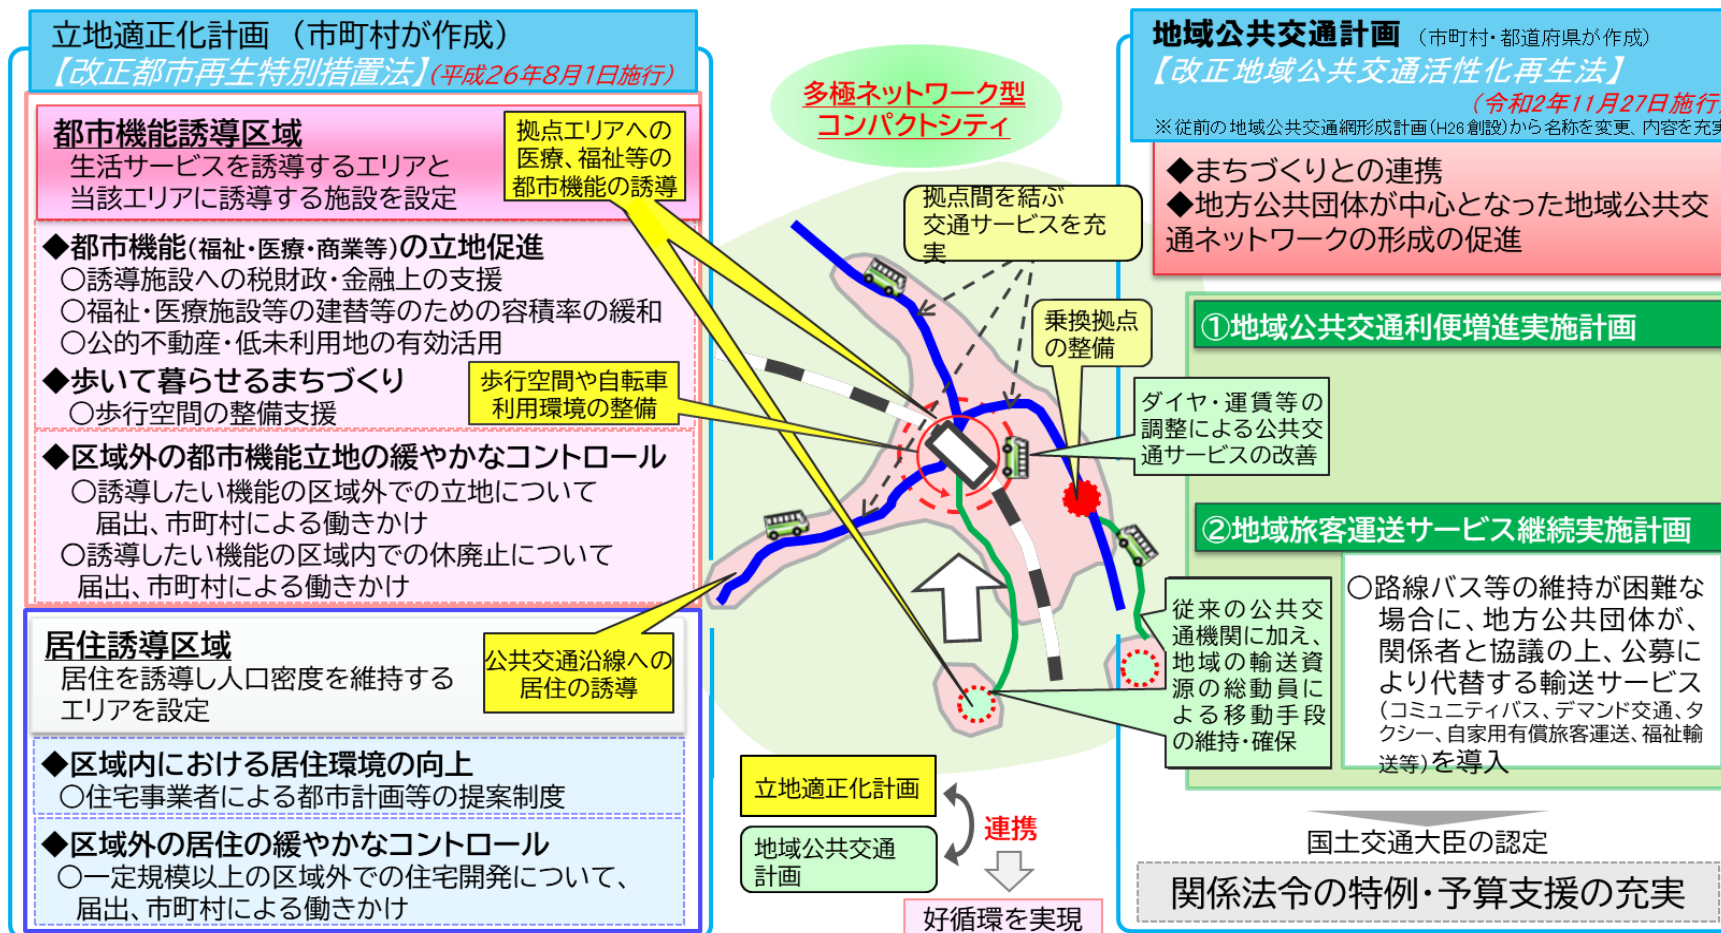 立地適正化計画 （市町村が作成）
【改正都市再生特別措置法】(平成26年8月1日施行)
都市機能誘導区域
生活サービスを誘導するエリアと
当該エリアに誘導する施設を設定
◆都市機能(福祉・医療・商業等)の立地促進
○誘導施設への税財政・金融上の支援
○福祉・医療施設等の建替等のための容積率の緩和
○公的不動産・低未利用地の有効活用
◆歩いて暮らせるまちづくり
○歩行空間の整備支援
◆区域外の都市機能立地の緩やかなコントロール
○誘導したい機能の区域外での立地について
届出、市町村による働きかけ
○誘導したい機能の区域内での休廃止について
届出、市町村による働きかけ
居住誘導区域
居住を誘導し人口密度を維持する
エリアを設定
◆区域内における居住環境の向上
○住宅事業者による都市計画等の提案制度
◆区域外の居住の緩やかなコントロール
○一定規模以上の区域外での住宅開発について、
届出、市町村による働きかけ
拠点エリアへの
医療、福祉等の
都市機能の誘導
歩行空間や自転車
利用環境の整備
公共交通沿線への
居住の誘導
多極ネットワーク型
コンパクトシティ
拠点間を結ぶ
交通サービスを充
実
乗換拠点
の整備
ダイヤ・運賃等の
調整による公共交
通サービスの改善
従来の公共交
通機関に加え、
地域の輸送資
源の総動員に
よる移動手段
の維持・確保
立地適正化計画
地域公共交通
計画
連携
好循環を実現
地域公共交通計画 （市町村・都道府県が作成）
【改正地域公共交通活性化再生法】
(令和2年11月27日施行
※従前の地域公共交通網形成計画(H26創設)から名称を変更、内容を充実
◆まちづくりとの連携
◆地方公共団体が中心となった地域公共交
通ネットワークの形成の促進
①地域公共交通利便増進実施計画
②地域旅客運送サービス継続実施計画
○路線バス等の維持が困難な
場合に、地方公共団体が、
関係者と協議の上、公募に
より代替する輸送サービス
（コミュニティバス、デマンド交通、タ
クシー、自家用有償旅客運送、福祉輸
送等）を導入
国土交通大臣の認定
関係法令の特例・予算支援の充実